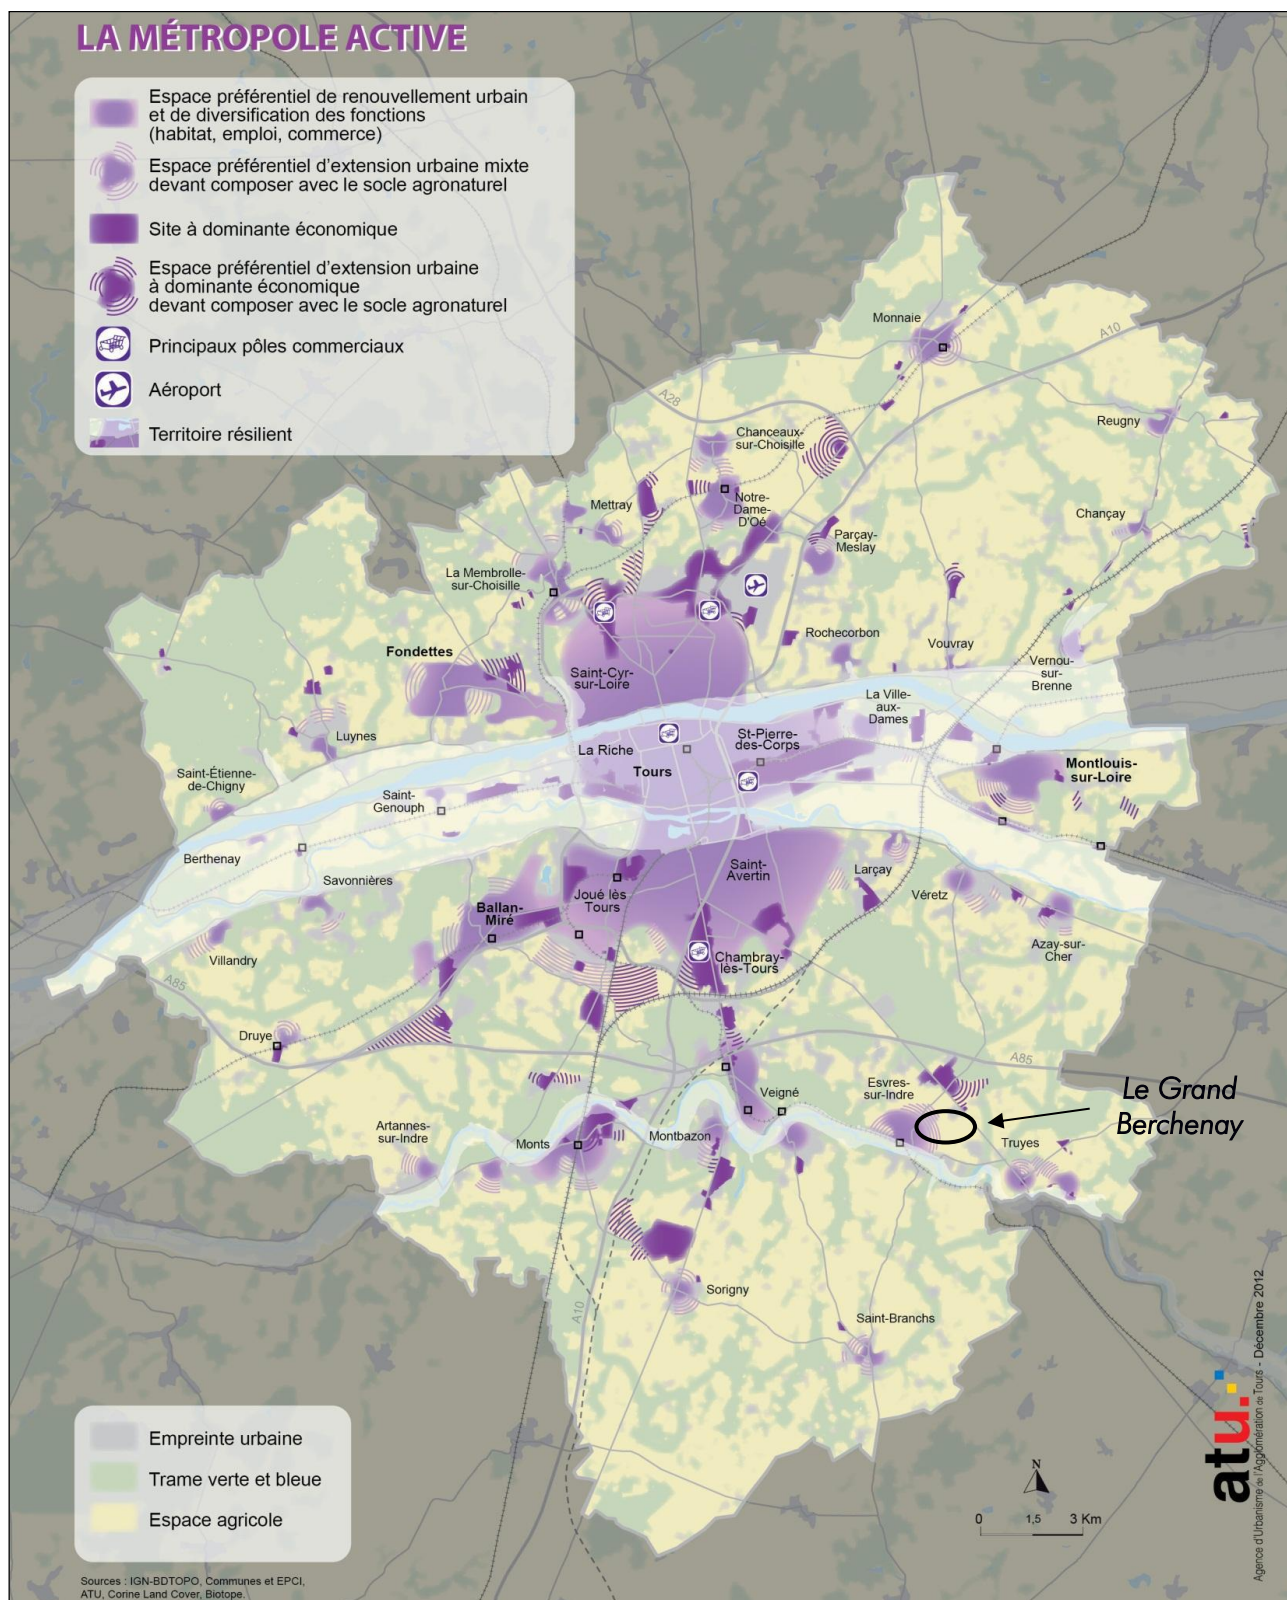 LA MÉTROPOLE ACTIVE
Espace préférentiel de renouvellement urbain
et de diversification des fonctions
(habitat, emploi, commerce)
Espace préférentiel d'extension urbaine mixte
devant composer avec le socle agronaturel
Site à dominante économique
Espace préférentiel d'extension urbaine
à dominante économique
devant composer avec le socle agronaturel
Principaux pôles commerciaux
Aéroport
Territoire résilient
Monnaie
A10
A28
Reugny
Chanceaux-
sur-Choisille
Mettray
Notre-
Dame-
D'Oé
Chançay
Parçay-
Meslay
La Membrolle-
sur-Choisille
Rochecorbon
Vouvray
Fondettes
Vernou-
sur-
Brenne
Saint-Cyr-
sur-Loire
La Ville-
aux-
Dames
Luynes
La Riche
St-Pierre-
des-Corps
Tours
Montlouis-
sur-Loire
Saint-Étienne-
de-Chigny
Saint-
Genouph
Berthenay
Savonnières
Saint-
Avertin
Larçay
Joué lès
Tours
Véretz
Ballan-
Miré
Azay-sur-
Cher
Villandry
Chambray-
lès-Tours
A85
Druye
A85
Veigné
Esvres-
sur-Indre
Le Grand
Berchenay
Artannes-
sur-Indre
Monts
Montbazon
Truyes
Sorigny
A10
Saint-Branchs
Empreinte urbaine
Trame verte et bleue
Espace agricole
N
0 1,5 3 Km
atu.
Agence d'Urbanisme de l'Agglomération de Tours - Décembre 2012
Sources : IGN-BDTOPO, Communes et EPCI,
ATU, Corine Land Cover, Biotope.